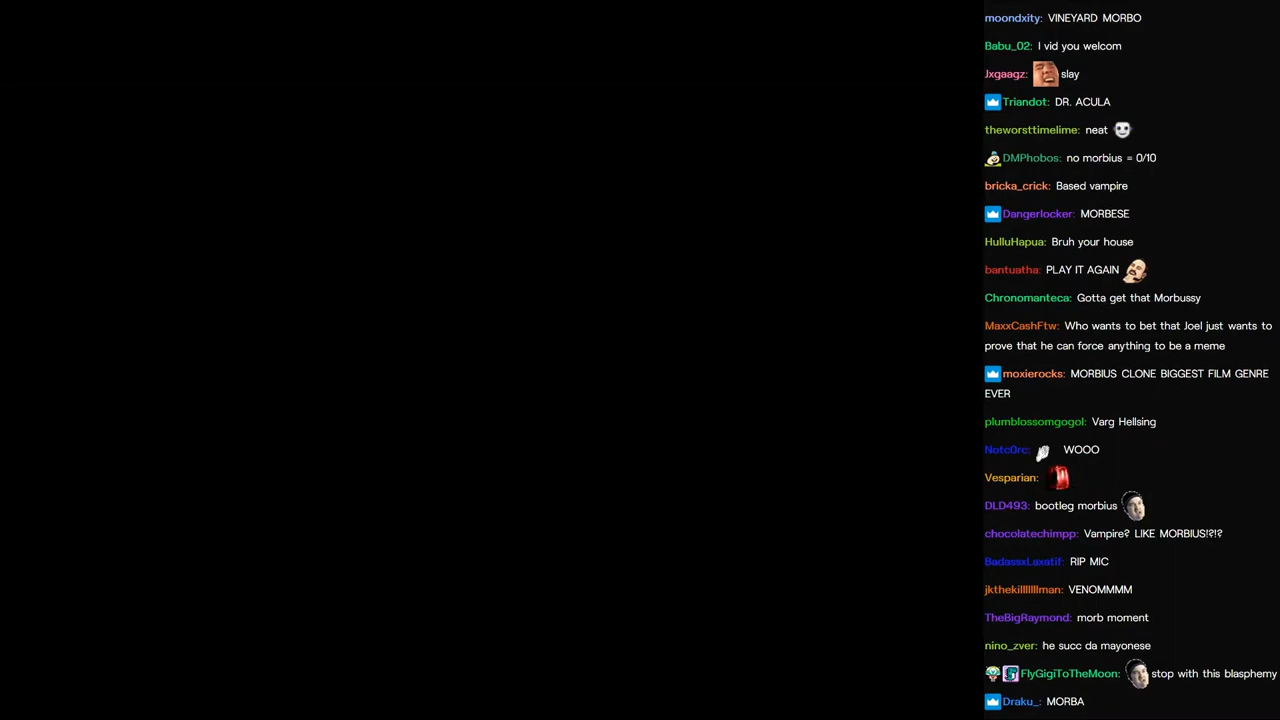 moondxity: VINEYARD MORBO
Babu_02: I vid you welcom
Jxgaagz: slay
Triandot: DR. ACULA
theworsttimelime: neat
DMPhobos: no morbius = 0/10
bricka_crick: Based vampire
Dangerlocker: MORBESE
HulluHapua: Bruh your house
bantuatha: PLAY IT AGAIN
Chronomanteca: Gotta get that Morbussy
MaxxCashFtw: Who wants to bet that Joel just wants to
prove that he can force anything to be a meme
moxierocks: MORBIUS CLONE BIGGEST FILM GENRE
EVER
plumblossomgogol: Varg Hellsing
Notc0rc: WOOO
Vesparian:
DLD493: bootleg morbius
chocolatechimpp: Vampire? LIKE MORBIUS!?!?
BadassxLaxatif: RIP MIC
jkthekillllllllman: VENOMMMM
TheBigRaymond: morb moment
nino_zver: he succ da mayonese
FlyGigiToTheMoon: stop with this blasphemy
Draku_: MORBA